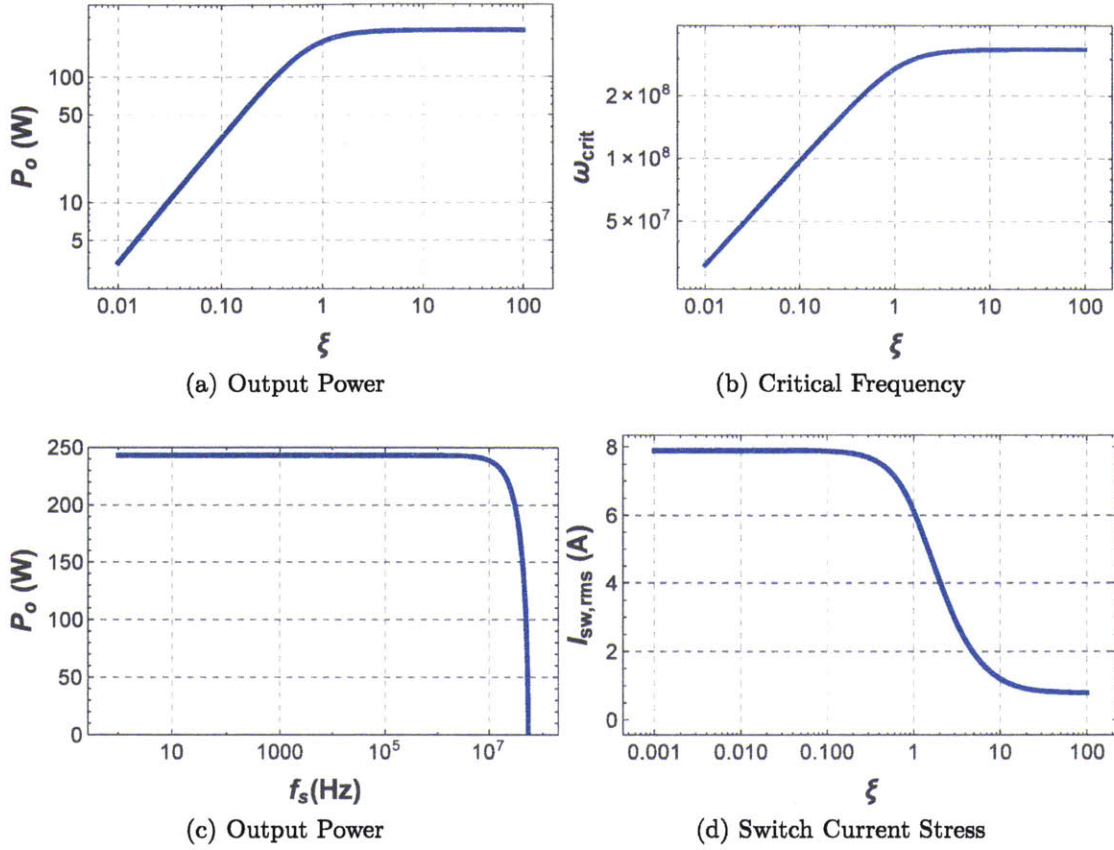 P_o (W)
100
50
10
5
0.01
0.10
1
10
100
ξ
(a) Output Power
ω_crit
2 × 10^8
1 × 10^8
5 × 10^7
0.01
0.10
1
10
100
ξ
(b) Critical Frequency
P_o (W)
250
200
150
100
50
0
10
1000
10^5
10^7
f_s(Hz)
(c) Output Power
I_sw,rms (A)
8
6
4
2
0
0.001
0.010
0.100
1
10
100
ξ
(d) Switch Current Stress